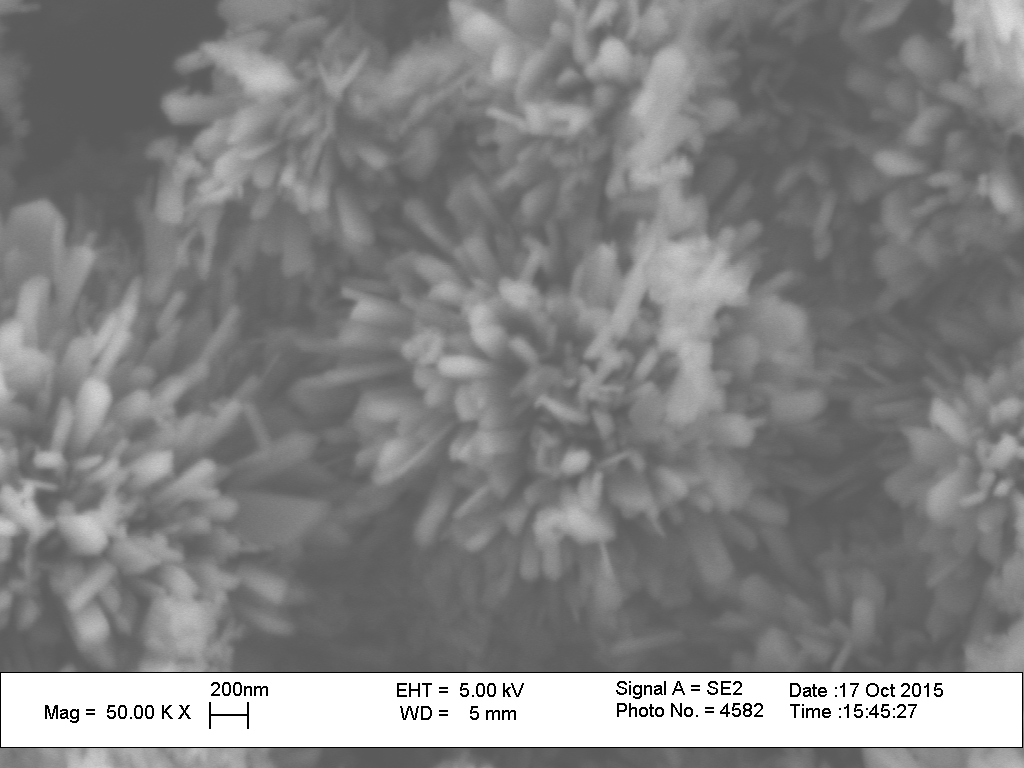 200nm
Mag = 50.00 K X
EHT = 5.00 kV
WD = 5 mm
Signal A = SE2
Photo No. = 4582
Date :17 Oct 2015
Time :15:45:27